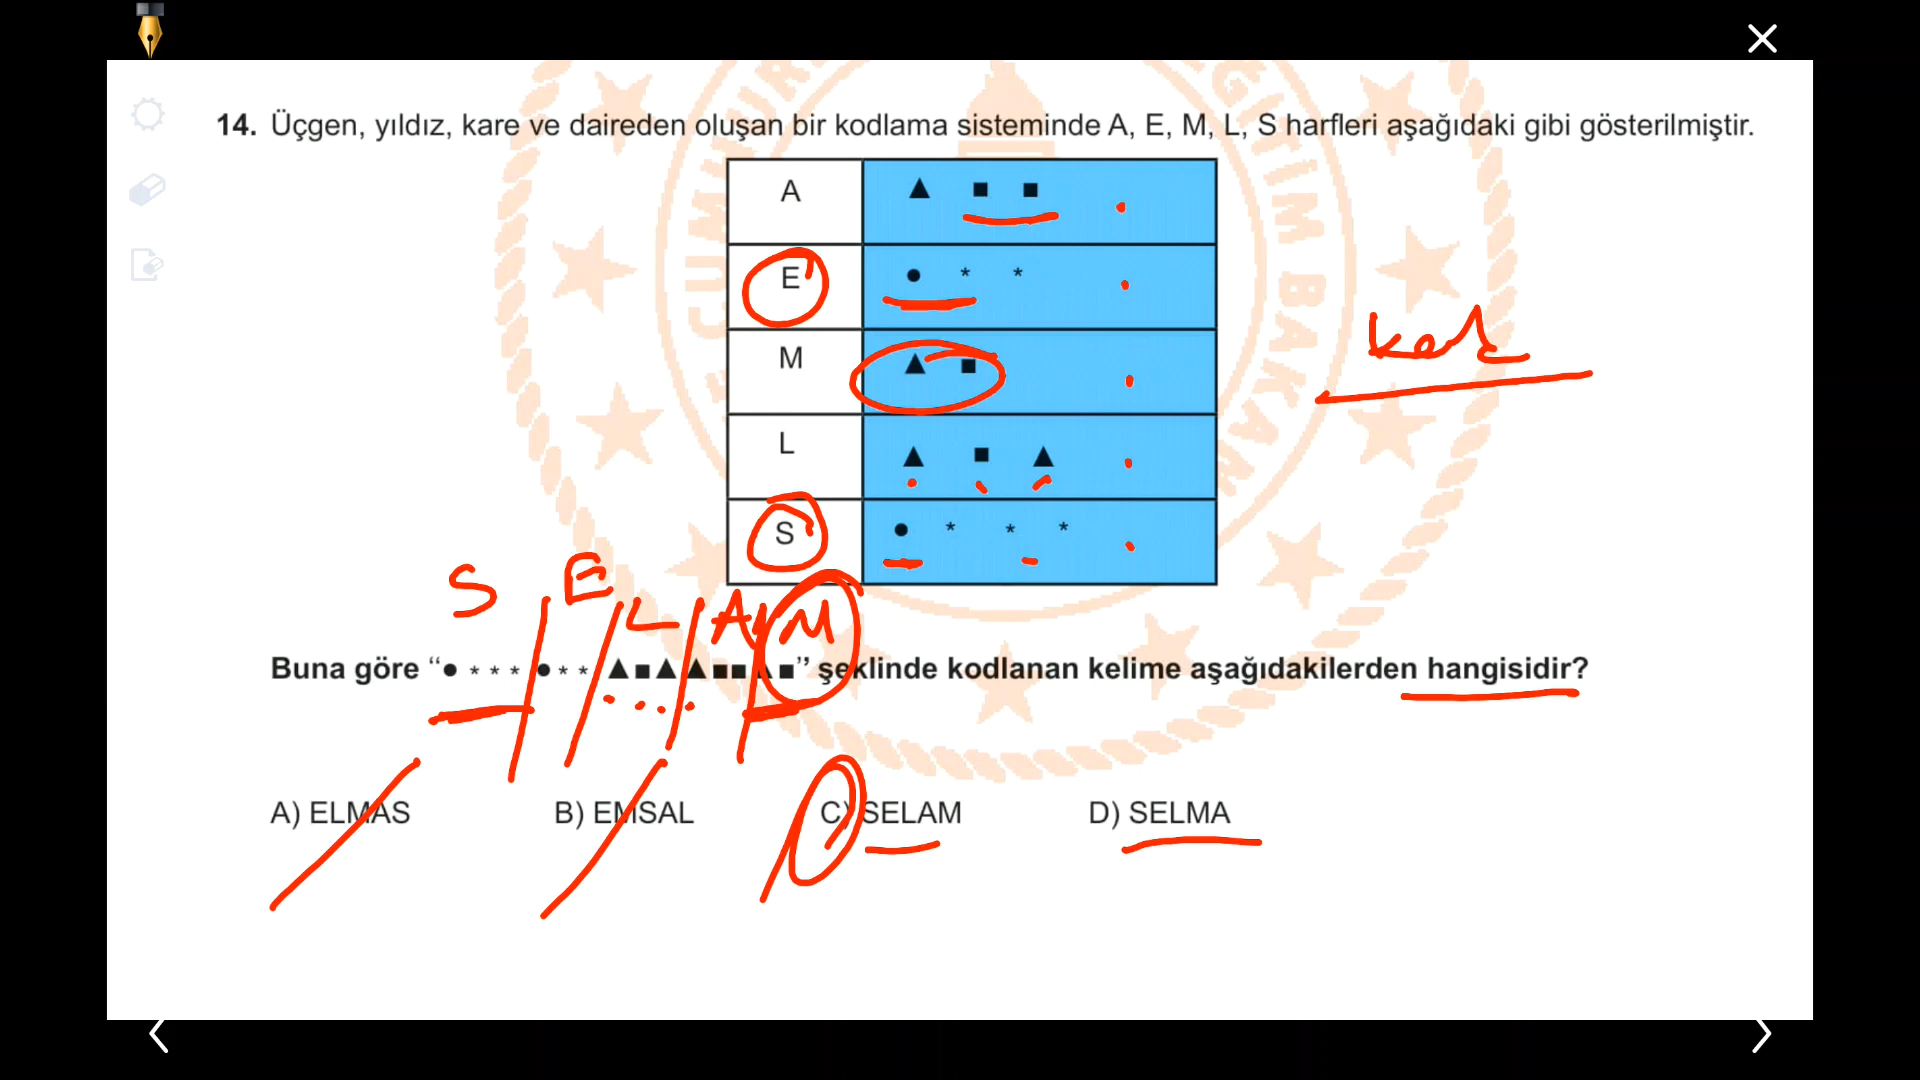 14. Üçgen, yıldız, kare ve daireden oluşan bir kodlama sisteminde A, E, M, L, S harfleri aşağıdaki gibi gösterilmiştir.
A ▲ ■ ■
E ● * *
M ▲ ■
L ▲ ■ ▲
S ● * * *
S E L A M
Buna göre “● * * * ● * * ▲ ■ ▲ ▲ ■ ■ ▲ ■” şeklinde kodlanan kelime aşağıdakilerden hangisidir?
A) ELMAS B) EMSAL C) SELAM D) SELMA